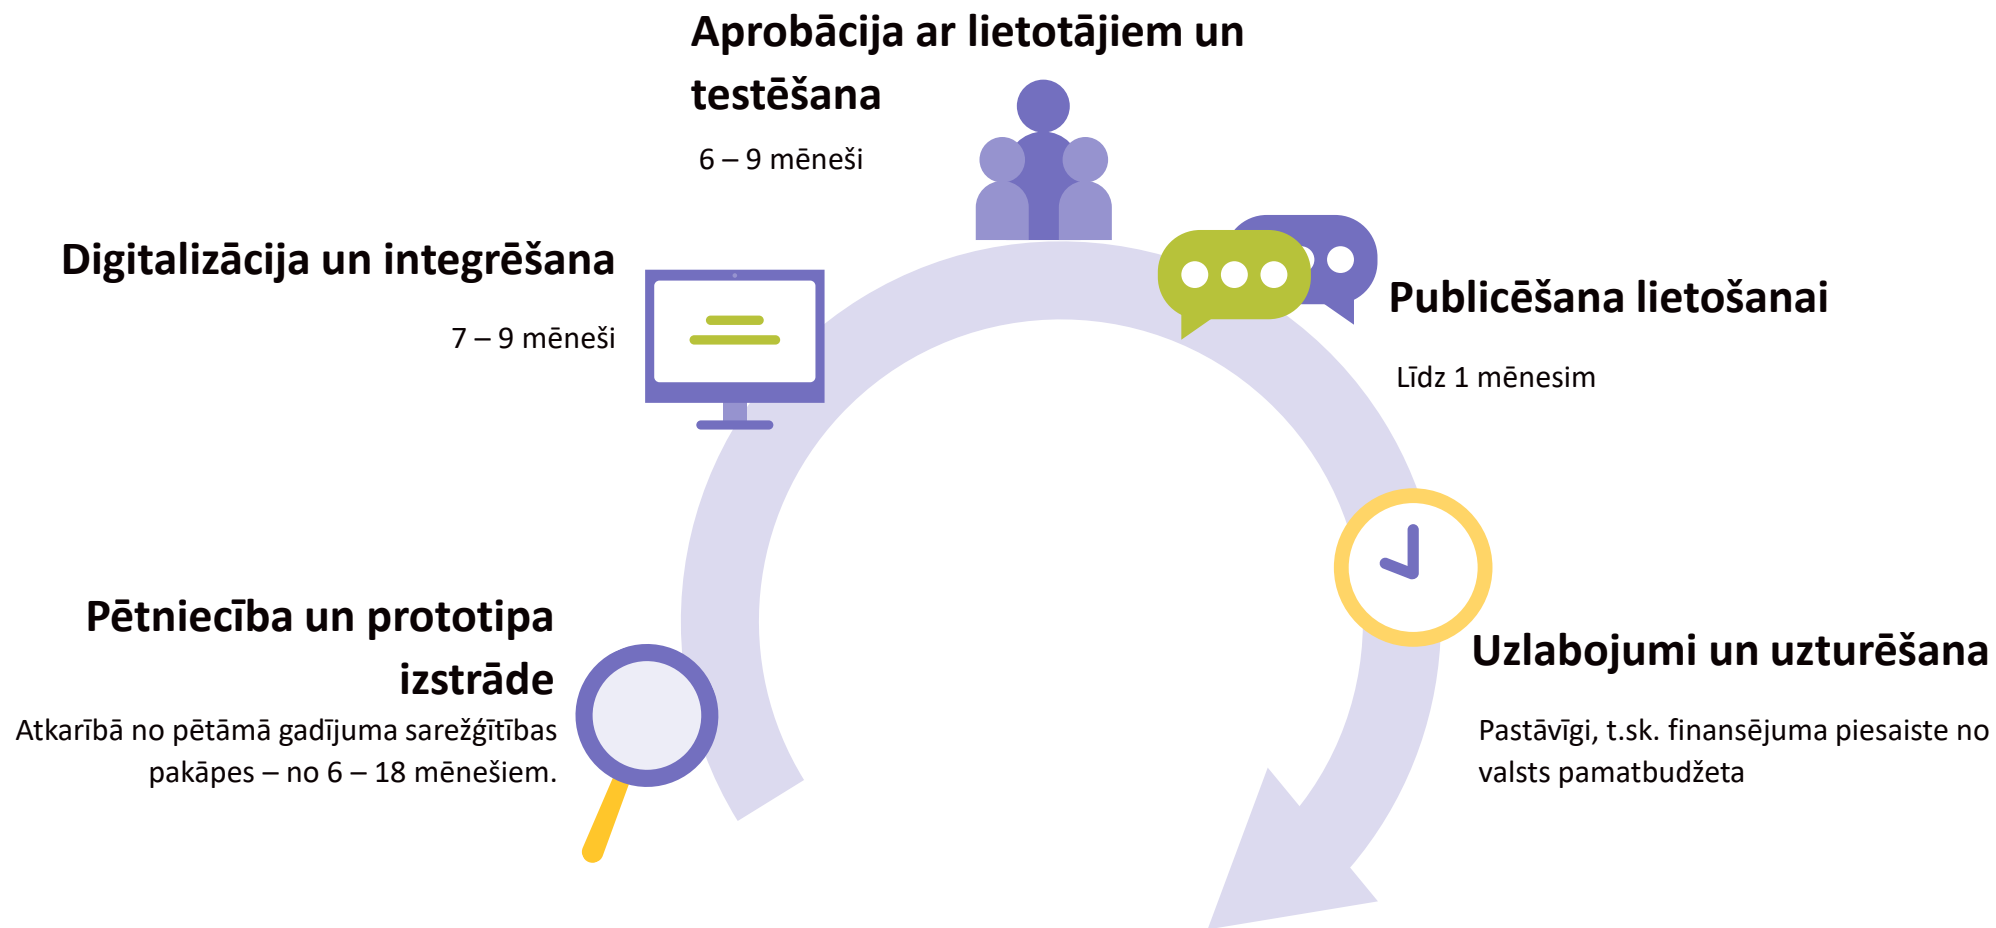 Aprobācija ar lietotājiem un
testēšana
6 – 9 mēneši
Digitalizācija un integrēšana
7 – 9 mēneši
Publicēšana lietošanai
Līdz 1 mēnesim
Pētniecība un prototipa
izstrāde
Atkarībā no pētāmā gadījuma sarežģītības
pakāpes – no 6 – 18 mēnešiem.
Uzlabojumi un uzturēšana
Pastāvīgi, t.sk. finansējuma piesaiste no
valsts pamatbudžeta